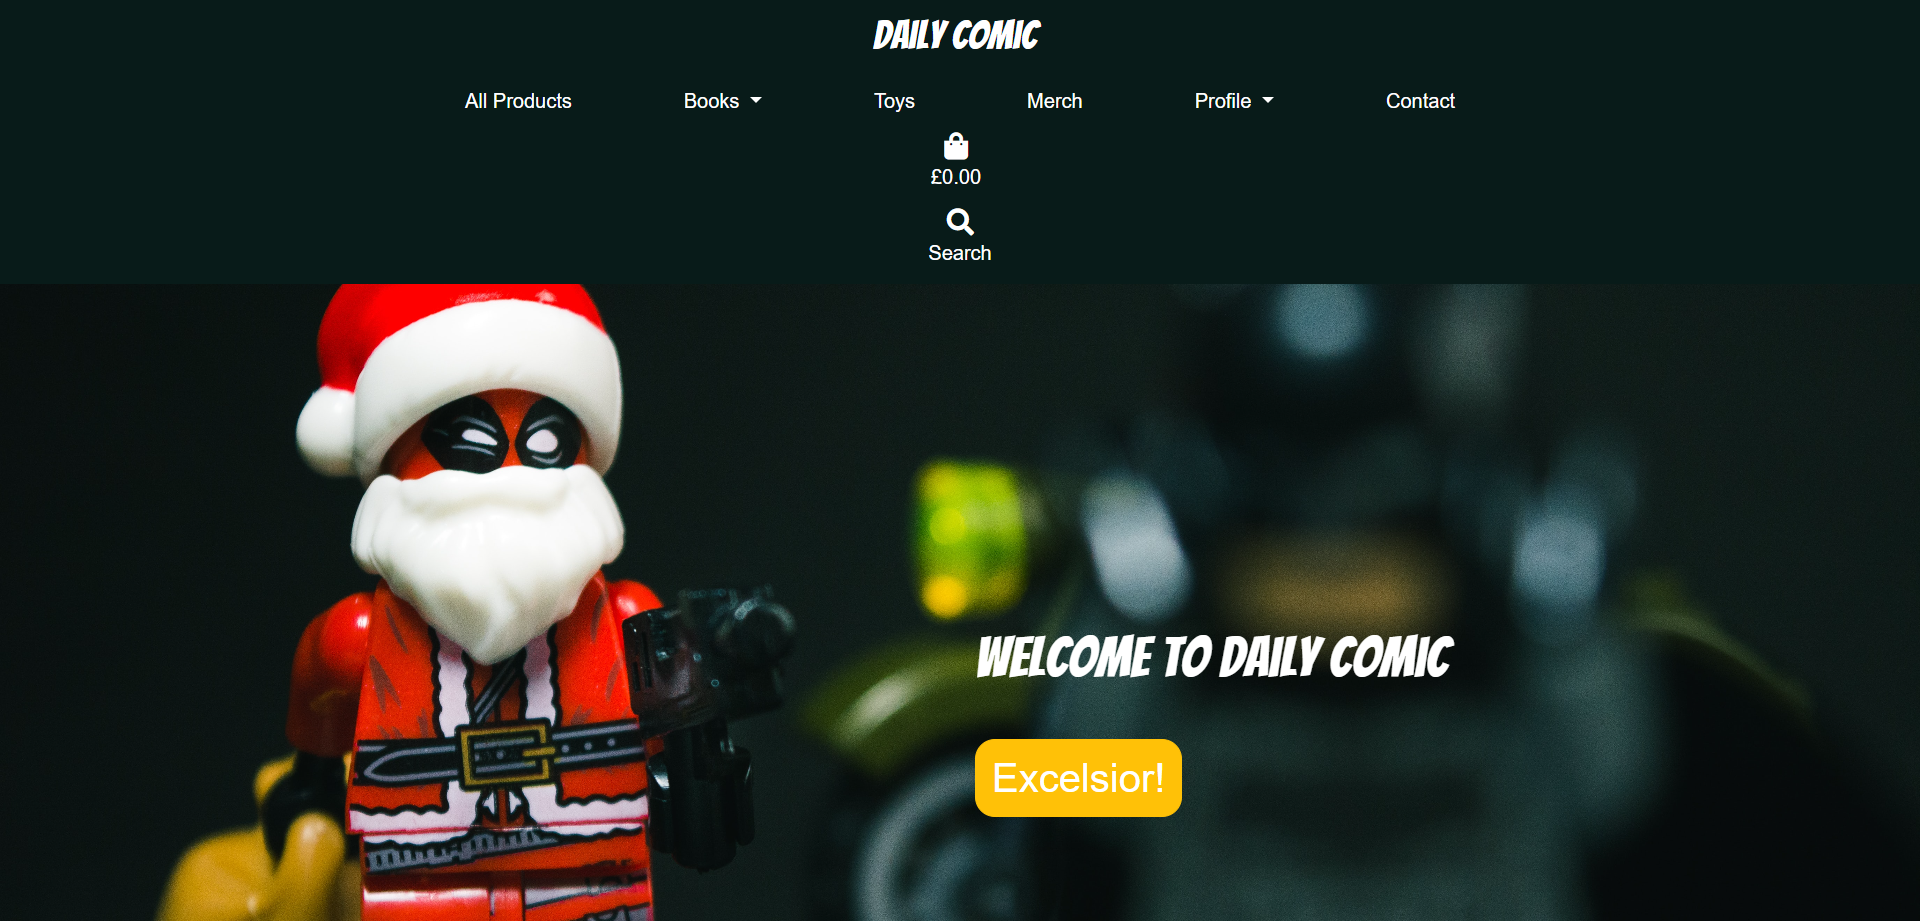 DAILY COMIC
All Products Books Toys Merch Profile Contact
£0.00
Search
WELCOME TO DAILY COMIC
Excelsior!